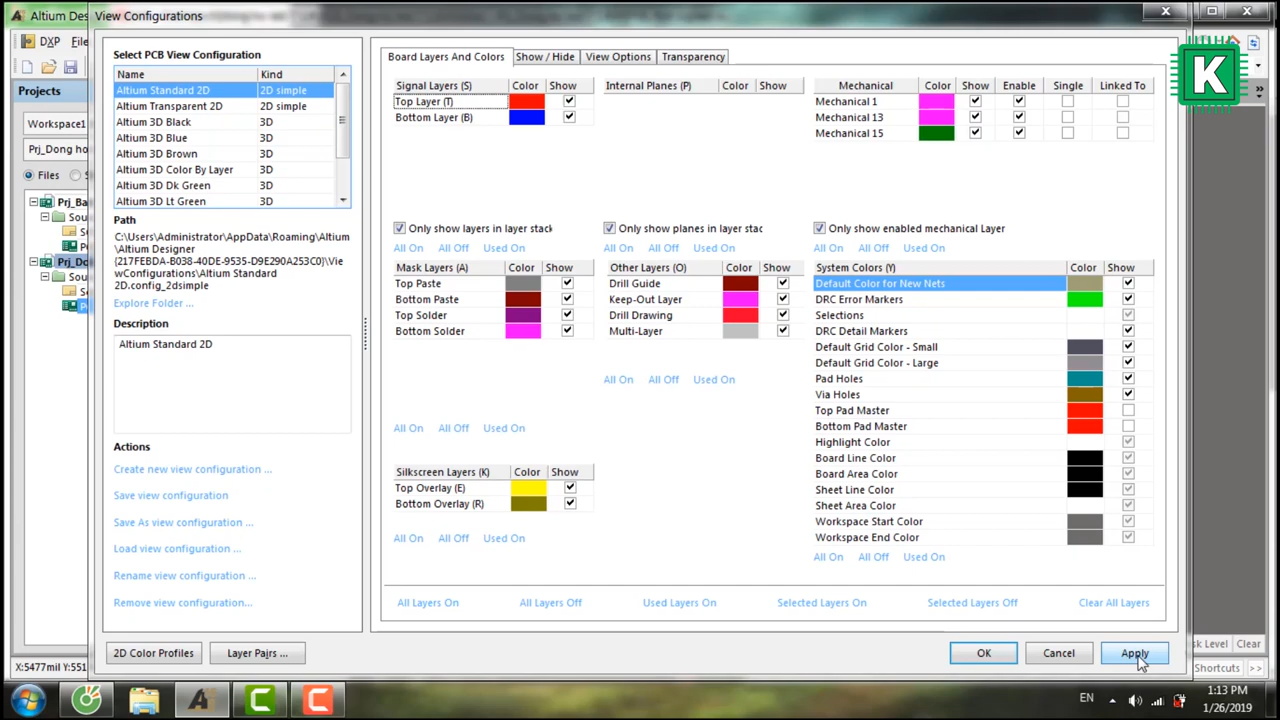 Altium Desig
View Configurations
DXP File
Projects
Workspace1
Prj_Dong ho
Files
Prj_Ba
Sou
Prj_Do
Sou
Select PCB View Configuration
Name Kind
Altium Standard 2D 2D simple
Altium Transparent 2D 2D simple
Altium 3D Black 3D
Altium 3D Blue 3D
Altium 3D Brown 3D
Altium 3D Color By Layer 3D
Altium 3D Dk Green 3D
Altium 3D Lt Green 3D
Path
C:\Users\Administrator\AppData\Roaming\Altium
\Altium Designer
{217FEBDA-B038-40DE-9535-D9E290A253C0}\Vie
wConfigurations\Altium Standard
2D.config_2dsimple
Explore Folder ...
Description
Altium Standard 2D
Actions
Create new view configuration ...
Save view configuration
Save As view configuration ...
Load view configuration ...
Rename view configuration ...
Remove view configuration...
Board Layers And Colors Show / Hide View Options Transparency
Signal Layers (S) Color Show
Top Layer (T)
Bottom Layer (B)
Only show layers in layer stack
All On All Off Used On
Internal Planes (P) Color Show
Only show planes in layer stac
All On All Off Used On
Mechanical Color Show Enable Single Linked To
Mechanical 1
Mechanical 13
Mechanical 15
Only show enabled mechanical Layer
All On All Off Used On
Mask Layers (A) Color Show
Top Paste
Bottom Paste
Top Solder
Bottom Solder
All On All Off Used On
Other Layers (O) Color Show
Drill Guide
Keep-Out Layer
Drill Drawing
Multi-Layer
All On All Off Used On
System Colors (Y) Color Show
Default Color for New Nets
DRC Error Markers
Selections
DRC Detail Markers
Default Grid Color - Small
Default Grid Color - Large
Pad Holes
Via Holes
Top Pad Master
Bottom Pad Master
Highlight Color
Board Line Color
Board Area Color
Sheet Line Color
Sheet Area Color
Workspace Start Color
Workspace End Color
All On All Off Used On
Silkscreen Layers (K) Color Show
Top Overlay (E)
Bottom Overlay (R)
All On All Off Used On
All Layers On All Layers Off Used Layers On Selected Layers On Selected Layers Off Clear All Layers
2D Color Profiles Layer Pairs ... OK Cancel Apply
K
X:5477mil Y:551
sk Level Clear
Shortcuts >>
EN
1:13 PM
1/26/2019